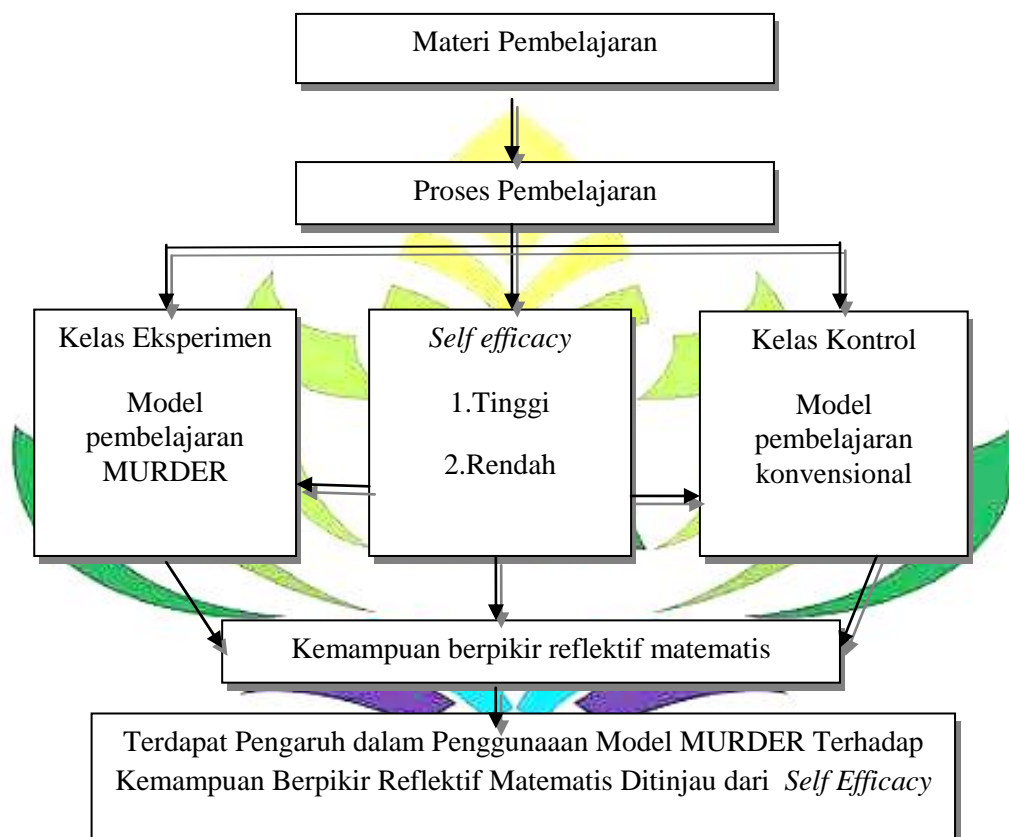 Materi Pembelajaran
Proses Pembelajaran
Kelas Eksperimen
Model
pembelajaran
MURDER
Self efficacy
1.Tinggi
2.Rendah
Kelas Kontrol
Model
pembelajaran
konvensional
Kemampuan berpikir reflektif matematis
Terdapat Pengaruh dalam Penggunaaan Model MURDER Terhadap
Kemampuan Berpikir Reflektif Matematis Ditinjau dari Self Efficacy